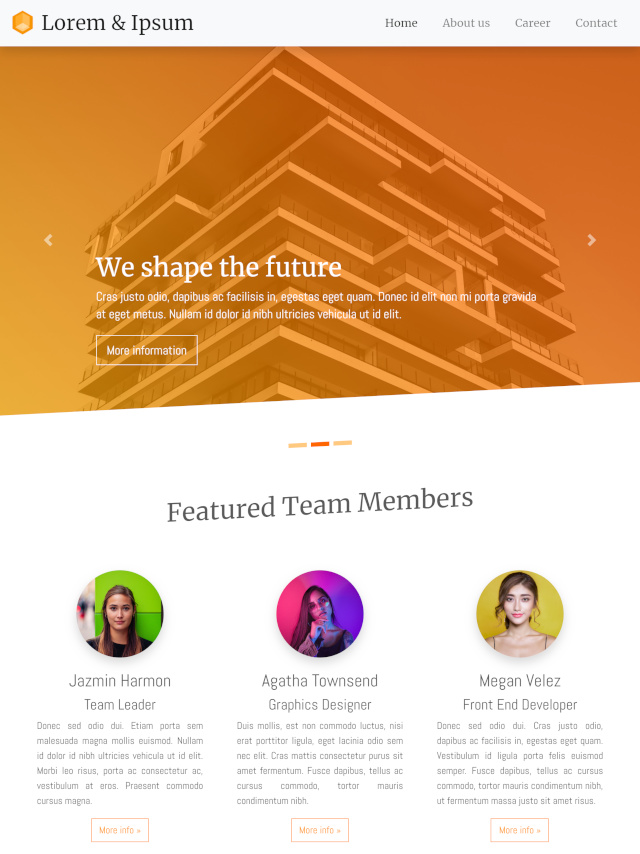 Lorem & Ipsum
Home About us Career Contact
We shape the future
Cras justo odio, dapibus ac facilisis in, egestas eget quam. Donec id elit non mi porta gravida
at eget metus. Nullam id dolor id nibh ultricies vehicula ut id elit.
More information
Featured Team Members
Jazmin Harmon
Team Leader
Donec sed odio dui. Etiam porta sem
malesuada magna mollis euismod. Nullam
id dolor id nibh ultricies vehicula ut id elit.
Morbi leo risus, porta ac consectetur ac,
vestibulum at eros. Praesent commodo
cursus magna.
More info »
Agatha Townsend
Graphics Designer
Duis mollis, est non commodo luctus, nisi
erat porttitor ligula, eget lacinia odio sem
nec elit. Cras mattis consectetur purus sit
amet fermentum. Fusce dapibus, tellus ac
cursus commodo, tortor mauris
condimentum nibh.
More info »
Megan Velez
Front End Developer
Donec sed odio dui. Cras justo odio,
dapibus ac facilisis in, egestas eget quam.
Vestibulum id ligula porta felis euismod
semper. Fusce dapibus, tellus ac cursus
commodo, tortor mauris condimentum nibh,
ut fermentum massa justo sit amet risus.
More info »